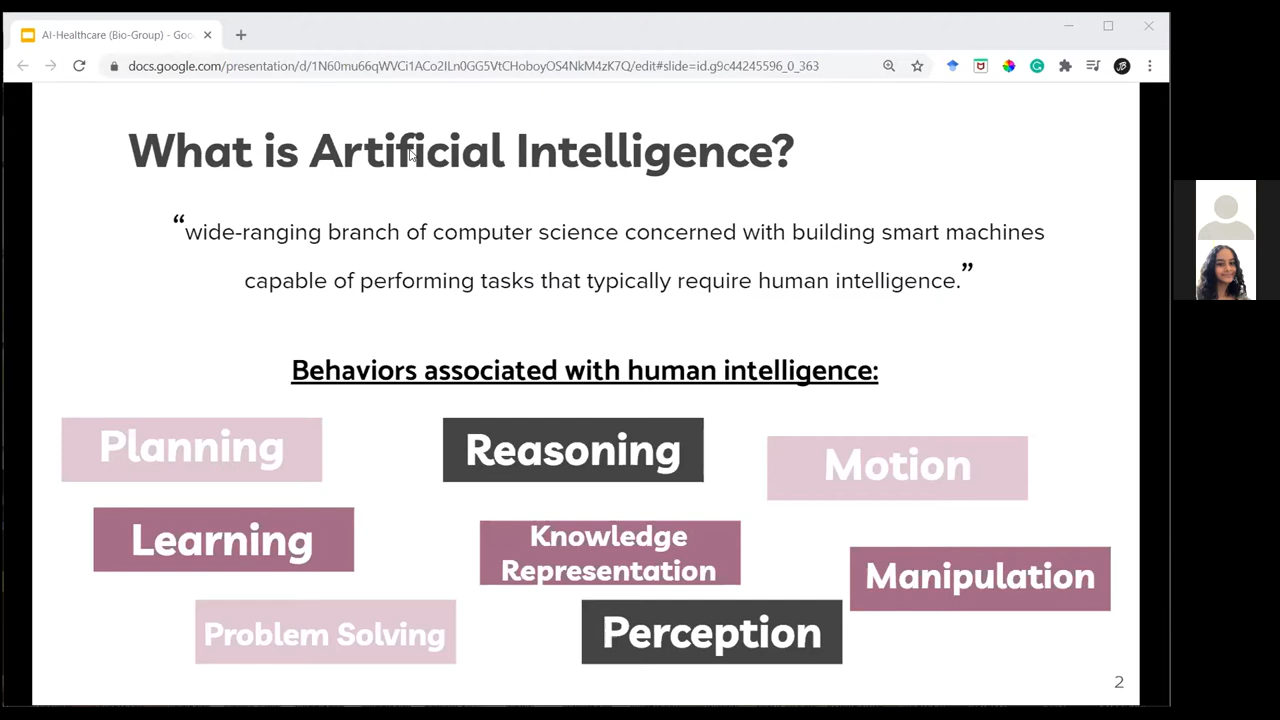 AI-Healthcare (Bio-Group) - Goo
docs.google.com/presentation/d/1N60mu66qWVCi1ACo2ILn0GG5VtCHoboyOS4NkM4zK7Q/edit#slide=id.g9c44245596_0_363
What is Artificial Intelligence?
“wide-ranging branch of computer science concerned with building smart machines
capable of performing tasks that typically require human intelligence.”
Behaviors associated with human intelligence:
Planning
Reasoning
Motion
Learning
Knowledge
Representation
Manipulation
Problem Solving
Perception
2